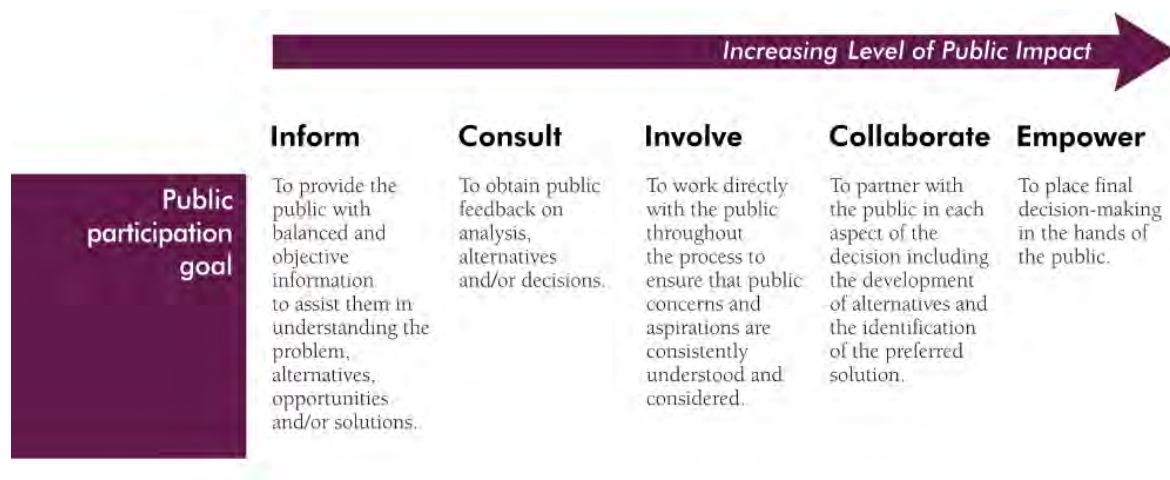 Increasing Level of Public Impact
Inform
Consult
Involve
Collaborate
Empower
Public
participation
goal
To provide the
public with
balanced and
objective
information
to assist them in
understanding the
problem,
alternatives,
opportunities
and/or solutions.
To obtain public
feedback on
analysis,
alternatives
and/or decisions.
To work directly
with the public
throughout
the process to
ensure that public
concerns and
aspirations are
consistently
understood and
considered.
To partner with
the public in each
aspect of the
decision including
the development
of alternatives and
the identification
of the preferred
solution.
To place final
decision-making
in the hands of
the public.